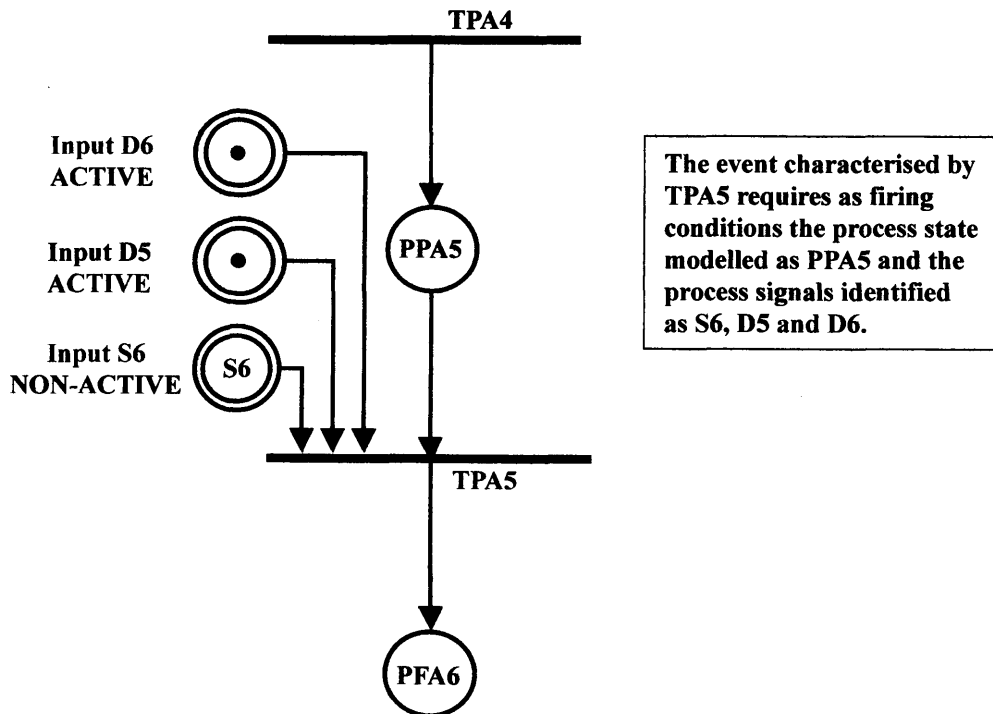 TPA4
Input D6
ACTIVE
PPA5
Input D5
ACTIVE
Input S6
NON-ACTIVE
S6
The event characterised by
TPA5 requires as firing
conditions the process state
modelled as PPA5 and the
process signals identified
as S6, D5 and D6.
TPA5
PFA6